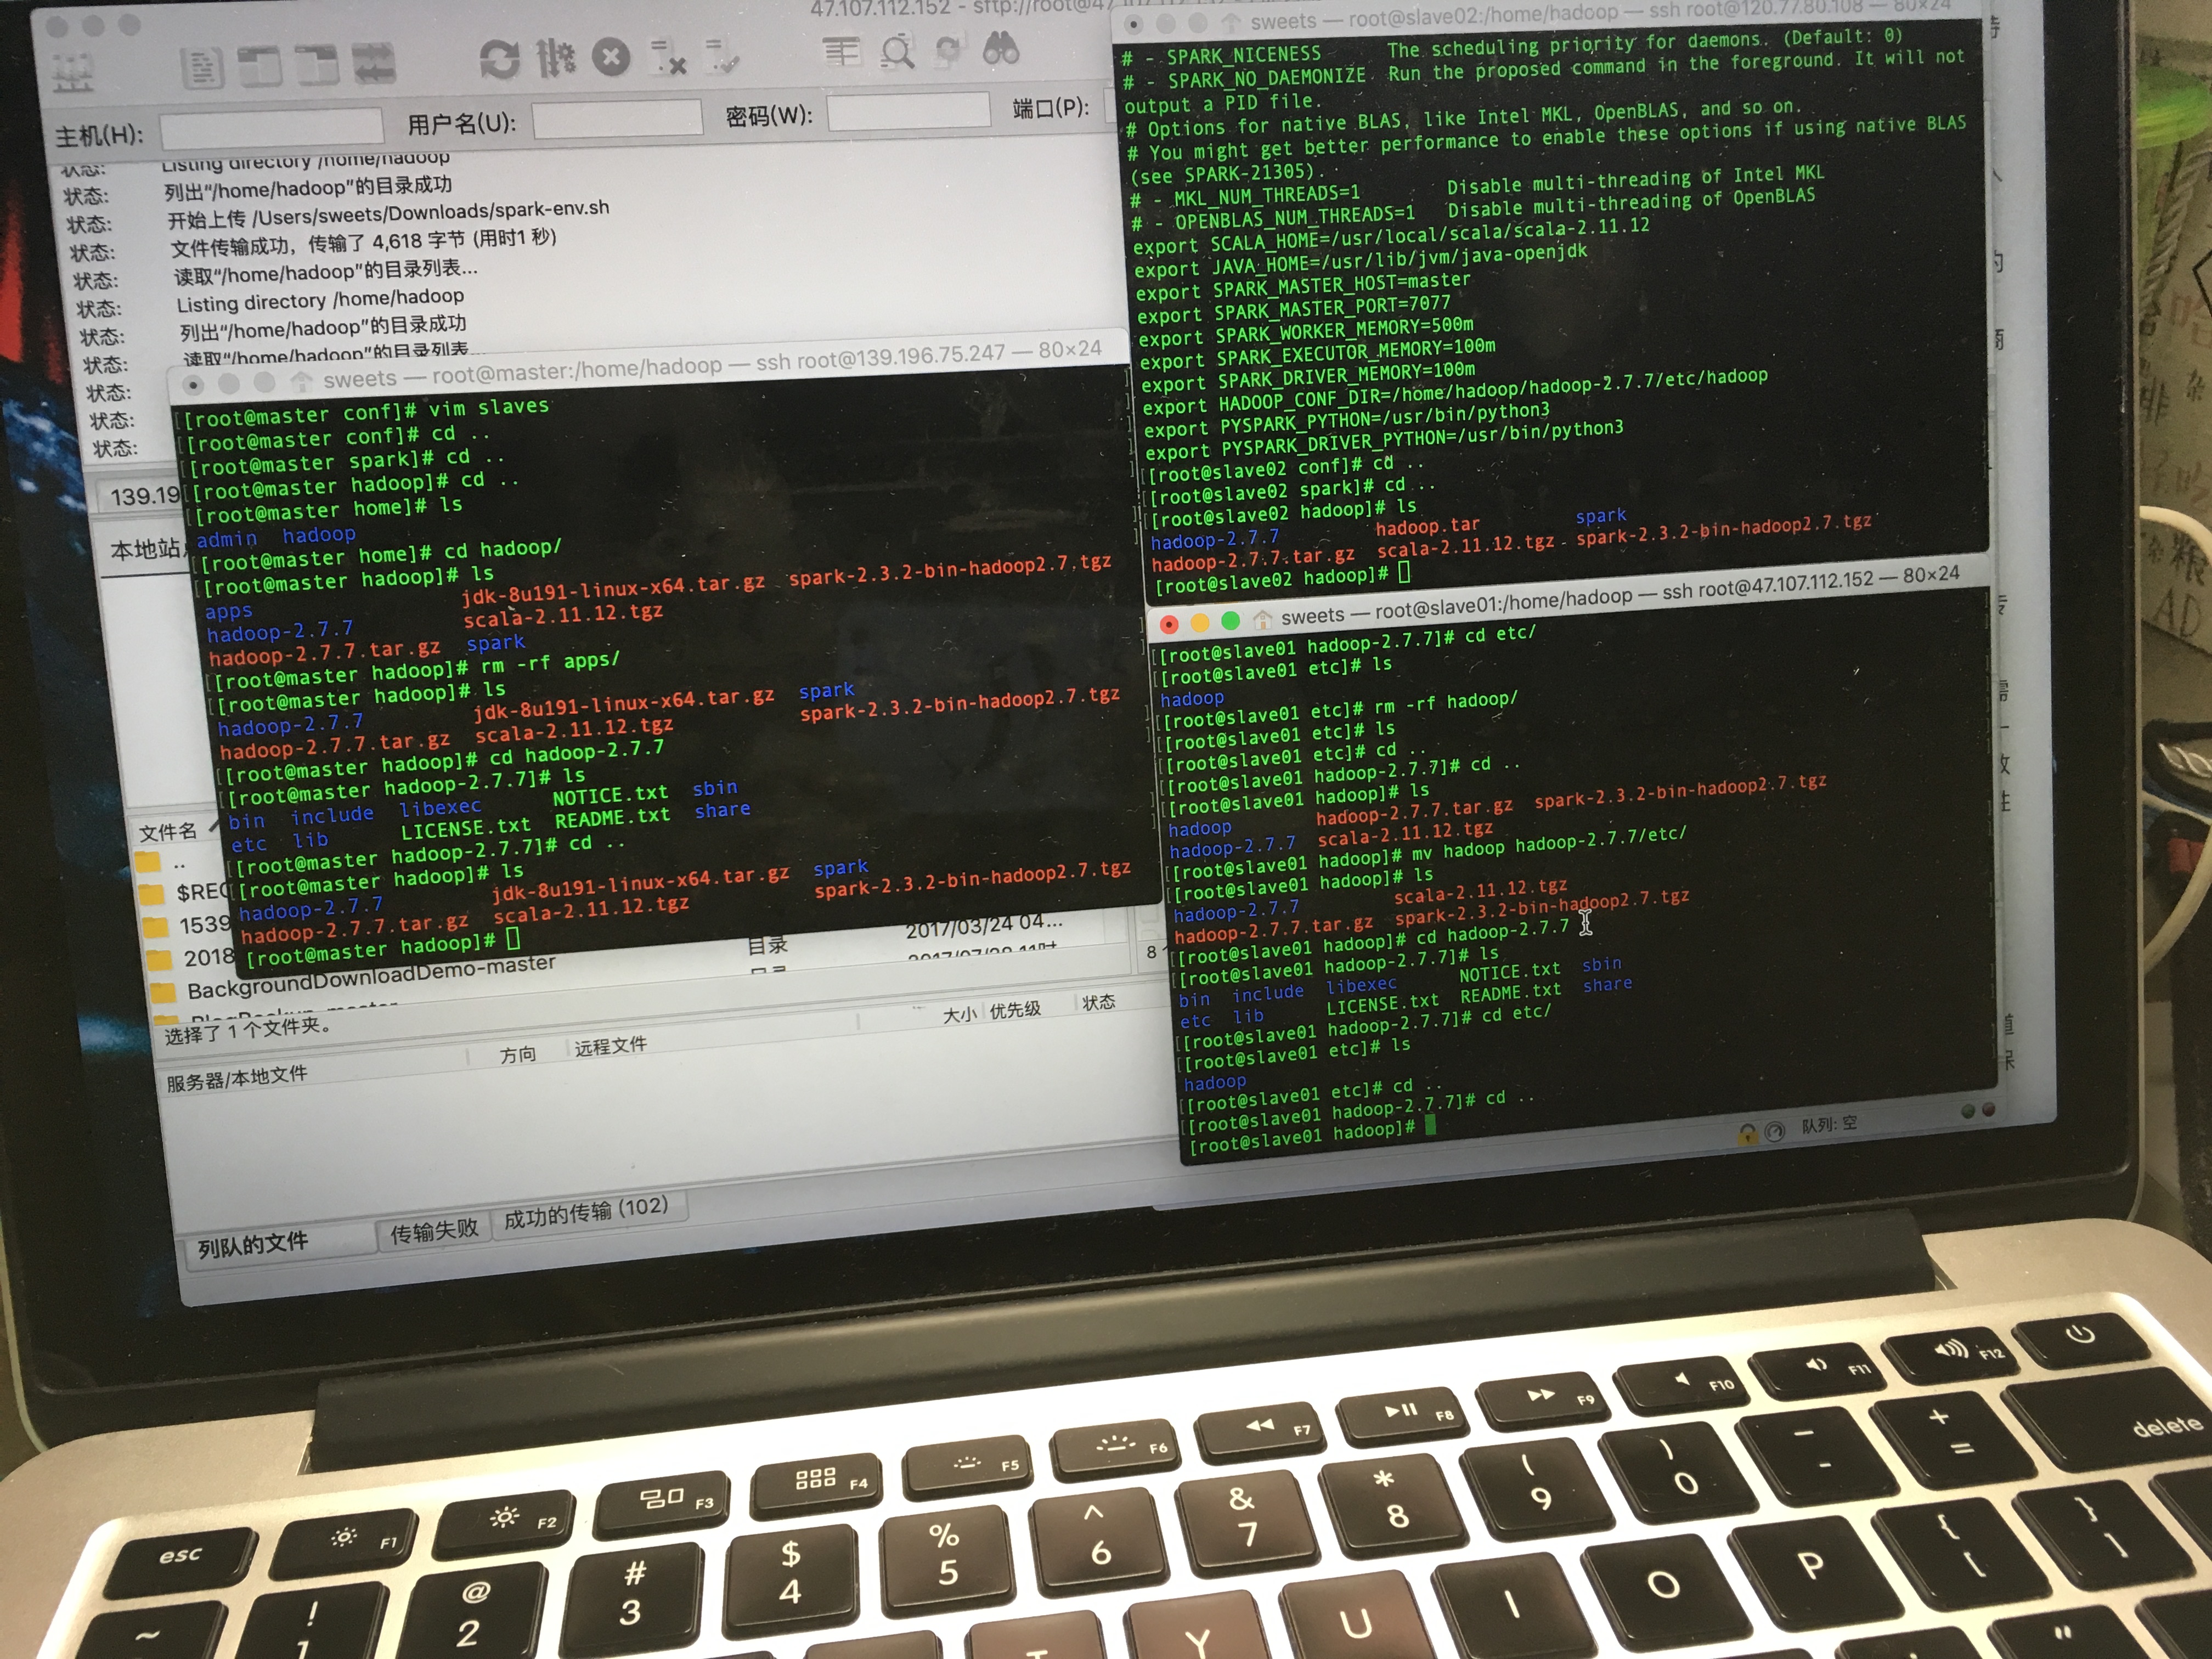 47.107.112.152 - sftp://root@47
主机(H):
用户名(U):
密码(W):
端口(P):
状态: Listing directory /home/hadoop
状态: 列出“/home/hadoop”的目录成功
状态: 开始上传 /Users/sweets/Downloads/spark-env.sh
状态: 文件传输成功，传输了 4,618 字节 (用时1 秒)
状态: 读取“/home/hadoop”的目录列表...
状态: Listing directory /home/hadoop
状态: 列出“/home/hadoop”的目录成功
状态: 读取“/home/hadoop”的目录列表...
状态:
状态:
状态:
139.19
本地站
sweets — root@master:/home/hadoop — ssh root@139.196.75.247 — 80×24
[[root@master conf]# vim slaves
[[root@master conf]# cd ..
[[root@master spark]# cd ..
[[root@master hadoop]# cd ..
[[root@master home]# ls
admin hadoop
[[root@master home]# cd hadoop/
[[root@master hadoop]# ls
apps jdk-8u191-linux-x64.tar.gz spark-2.3.2-bin-hadoop2.7.tgz
hadoop-2.7.7 scala-2.11.12.tgz
hadoop-2.7.7.tar.gz spark
[[root@master hadoop]# rm -rf apps/
[[root@master hadoop]# ls
hadoop-2.7.7 jdk-8u191-linux-x64.tar.gz spark
hadoop-2.7.7.tar.gz scala-2.11.12.tgz spark-2.3.2-bin-hadoop2.7.tgz
[[root@master hadoop]# cd hadoop-2.7.7
[[root@master hadoop-2.7.7]# ls
bin include libexec NOTICE.txt sbin
etc lib LICENSE.txt README.txt share
[[root@master hadoop-2.7.7]# cd ..
[[root@master hadoop]# ls
hadoop-2.7.7 jdk-8u191-linux-x64.tar.gz spark
hadoop-2.7.7.tar.gz scala-2.11.12.tgz spark-2.3.2-bin-hadoop2.7.tgz
[root@master hadoop]#
sweets — root@slave02:/home/hadoop — ssh root@120.77.80.108 — 80×24
# - SPARK_NICENESS The scheduling priority for daemons. (Default: 0)
# - SPARK_NO_DAEMONIZE Run the proposed command in the foreground. It will not
output a PID file.
# Options for native BLAS, like Intel MKL, OpenBLAS, and so on.
# You might get better performance to enable these options if using native BLAS
(see SPARK-21305).
# - MKL_NUM_THREADS=1 Disable multi-threading of Intel MKL
# - OPENBLAS_NUM_THREADS=1 Disable multi-threading of OpenBLAS
export SCALA_HOME=/usr/local/scala/scala-2.11.12
export JAVA_HOME=/usr/lib/jvm/java-openjdk
export SPARK_MASTER_HOST=master
export SPARK_MASTER_PORT=7077
export SPARK_WORKER_MEMORY=500m
export SPARK_EXECUTOR_MEMORY=100m
export SPARK_DRIVER_MEMORY=100m
export HADOOP_CONF_DIR=/home/hadoop/hadoop-2.7.7/etc/hadoop
export PYSPARK_PYTHON=/usr/bin/python3
export PYSPARK_DRIVER_PYTHON=/usr/bin/python3
[[root@slave02 conf]# cd ..
[[root@slave02 spark]# cd ..
[[root@slave02 hadoop]# ls
hadoop-2.7.7 hadoop.tar spark
hadoop-2.7.7.tar.gz scala-2.11.12.tgz spark-2.3.2-bin-hadoop2.7.tgz
[root@slave02 hadoop]#
sweets — root@slave01:/home/hadoop — ssh root@47.107.112.152 — 80×24
[[root@slave01 hadoop-2.7.7]# cd etc/
[[root@slave01 etc]# ls
hadoop
[[root@slave01 etc]# rm -rf hadoop/
[[root@slave01 etc]# ls
[[root@slave01 etc]# cd ..
[[root@slave01 hadoop-2.7.7]# cd ..
[[root@slave01 hadoop]# ls
hadoop hadoop-2.7.7.tar.gz spark-2.3.2-bin-hadoop2.7.tgz
hadoop-2.7.7 scala-2.11.12.tgz
[[root@slave01 hadoop]# mv hadoop hadoop-2.7.7/etc/
[[root@slave01 hadoop]# ls
hadoop-2.7.7 scala-2.11.12.tgz
hadoop-2.7.7.tar.gz spark-2.3.2-bin-hadoop2.7.tgz
[[root@slave01 hadoop]# cd hadoop-2.7.7
[[root@slave01 hadoop-2.7.7]# ls
bin include libexec NOTICE.txt sbin
etc lib LICENSE.txt README.txt share
[[root@slave01 hadoop-2.7.7]# cd etc/
[[root@slave01 etc]# ls
hadoop
[[root@slave01 etc]# cd ..
[[root@slave01 hadoop-2.7.7]# cd ..
[root@slave01 hadoop]#
文件名
..
$REC
1539
2018 目录 2017/03/24 04...
BackgroundDownloadDemo-master
选择了 1 个文件夹。
大小 优先级 状态
服务器/本地文件 方向 远程文件
列队的文件 传输失败 成功的传输 (102)
队列: 空
esc F1 F2 F3 F4 F5 F6 F7 F8 F9 F10 F11 F12
~ ! 1 @ 2 # 3 $ 4 % 5 ^ 6 & 7 * 8 ( 9 ) 0 - + = delete
T Y U I O P { [ } ]
"